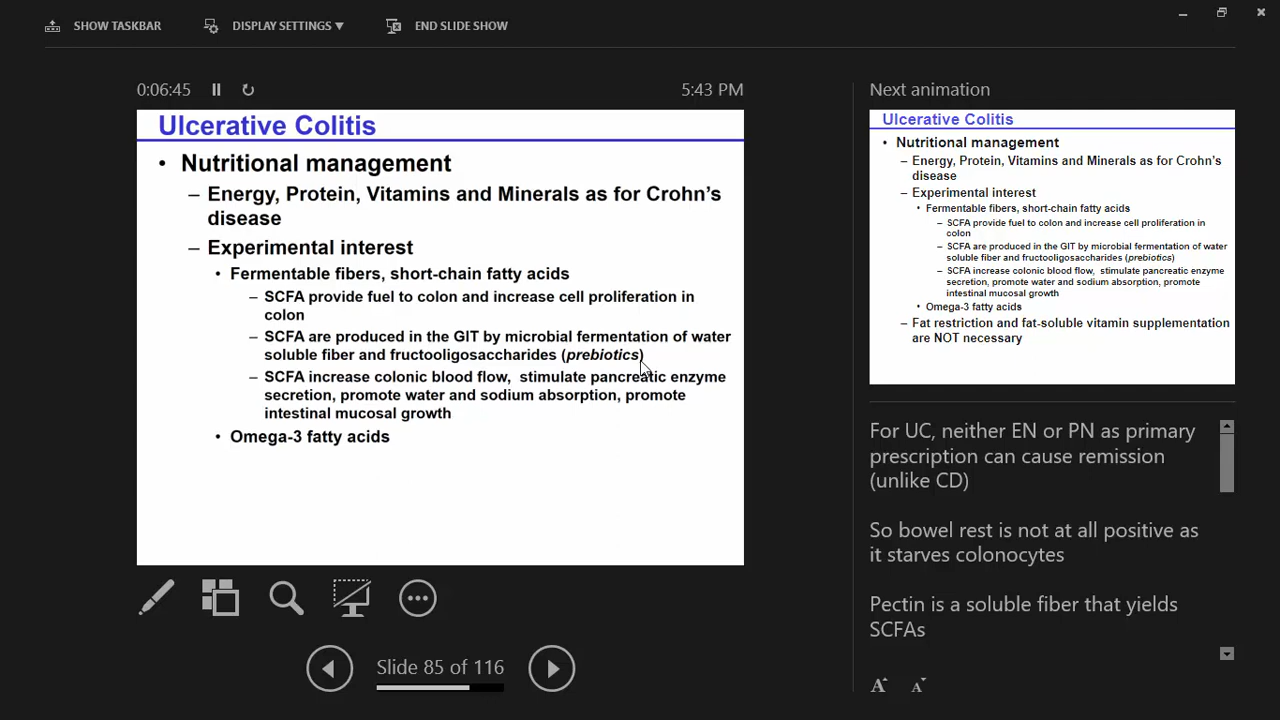 SHOW TASKBAR
DISPLAY SETTINGS ▼
END SLIDE SHOW
0:06:45
5:43 PM
Ulcerative Colitis
• Nutritional management
– Energy, Protein, Vitamins and Minerals as for Crohn's
disease
– Experimental interest
• Fermentable fibers, short-chain fatty acids
– SCFA provide fuel to colon and increase cell proliferation in
colon
– SCFA are produced in the GIT by microbial fermentation of water
soluble fiber and fructooligosaccharides (prebiotics)
– SCFA increase colonic blood flow,  stimulate pancreatic enzyme
secretion, promote water and sodium absorption, promote
intestinal mucosal growth
• Omega-3 fatty acids
Slide 85 of 116
Next animation
Ulcerative Colitis
• Nutritional management
– Energy, Protein, Vitamins and Minerals as for Crohn's
disease
– Experimental interest
• Fermentable fibers, short-chain fatty acids
– SCFA provide fuel to colon and increase cell proliferation in
colon
– SCFA are produced in the GIT by microbial fermentation of water
soluble fiber and fructooligosaccharides (prebiotics)
– SCFA increase colonic blood flow,  stimulate pancreatic enzyme
secretion, promote water and sodium absorption, promote
intestinal mucosal growth
• Omega-3 fatty acids
– Fat restriction and fat-soluble vitamin supplementation
are NOT necessary
For UC, neither EN or PN as primary
prescription can cause remission
(unlike CD)
So bowel rest is not at all positive as
it starves colonocytes
Pectin is a soluble fiber that yields
SCFAs
A A